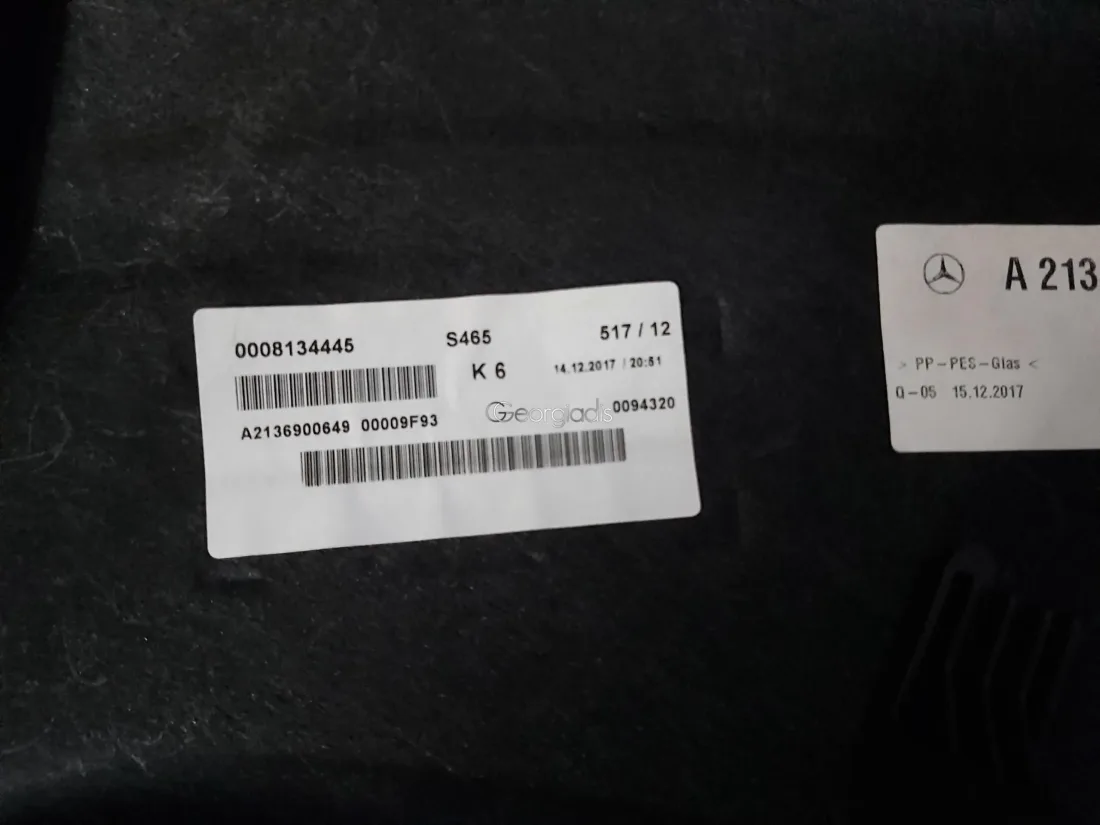 0008134445 S465 517 / 12
K 6 14.12.2017 / 20:51
A2136900649 00009F93 0094320
Georgiadis
A 213
> PP-PES-Glas <
Q-05 15.12.2017